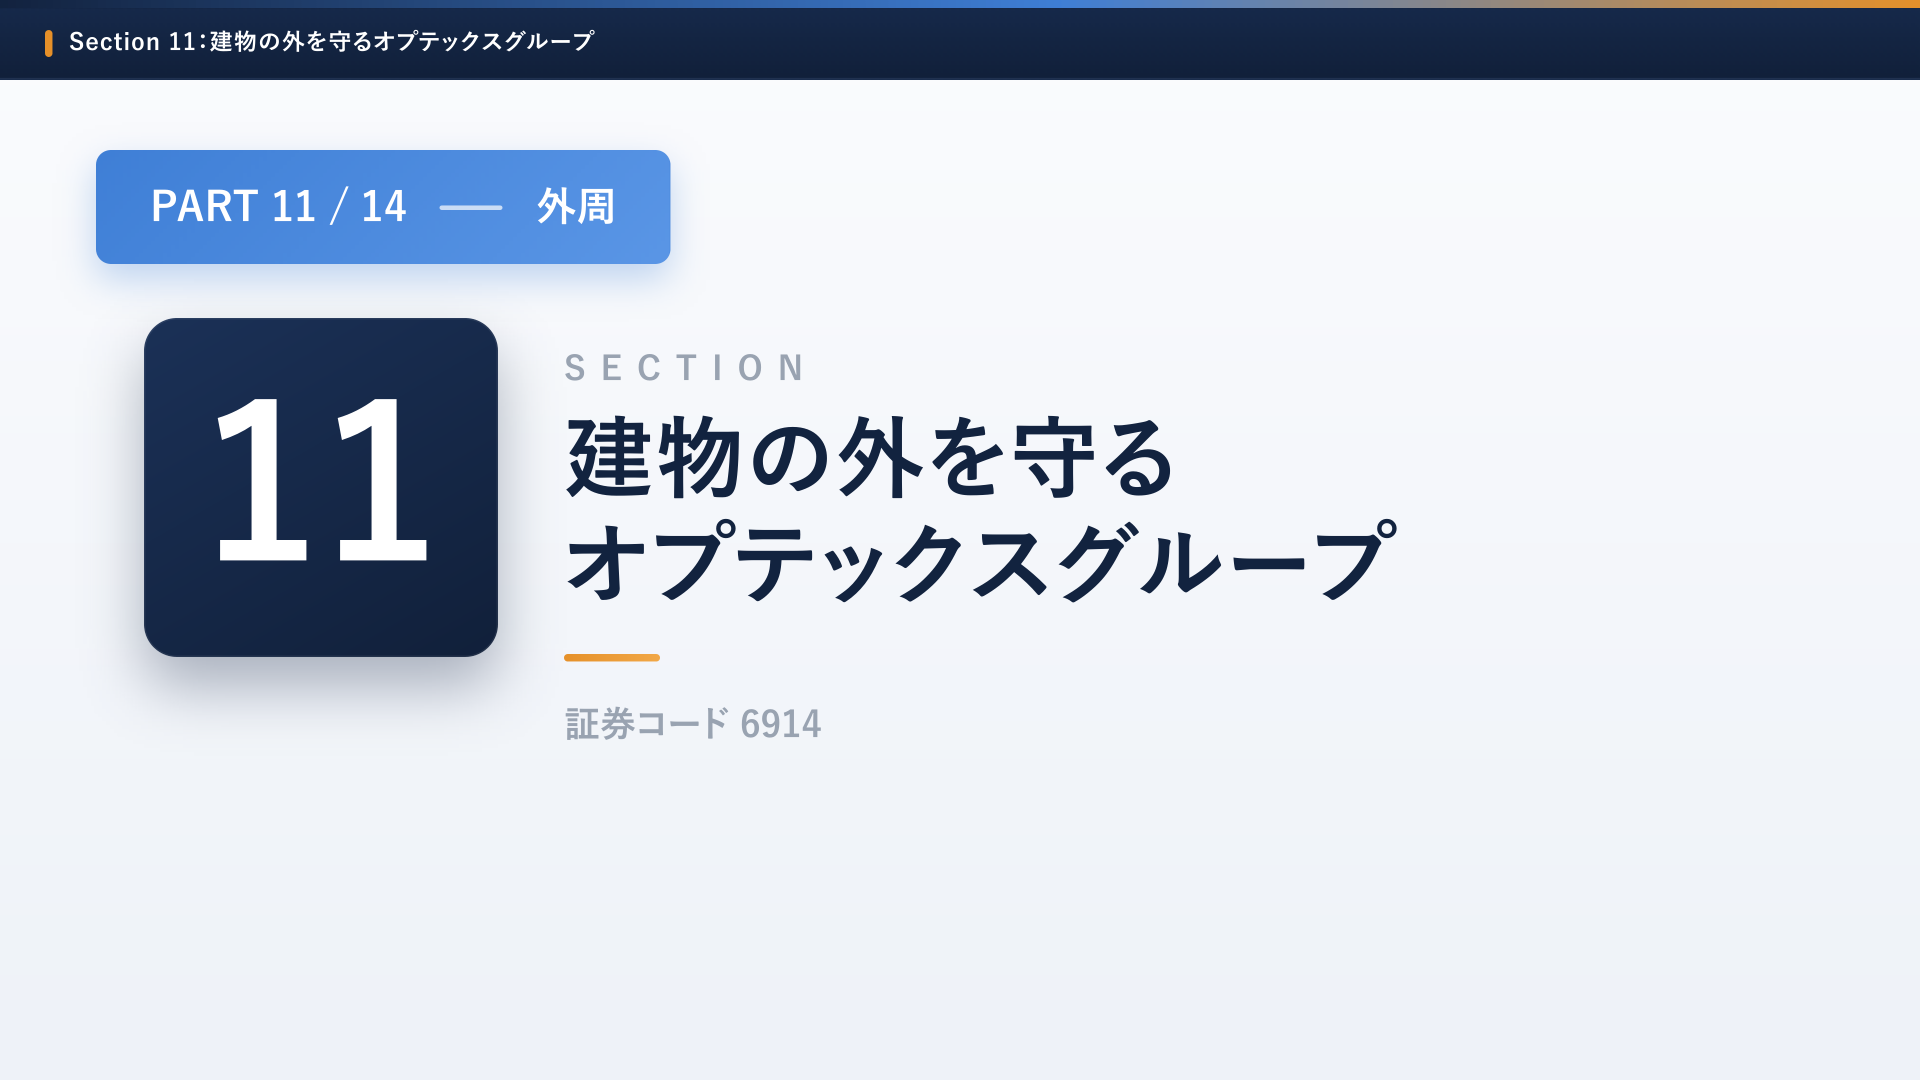 Section 11:建物の外を守るオプテックスグループ
PART 11 / 14 — 外周
11
SECTION
建物の外を守る
オプテックスグループ
証券コード 6914